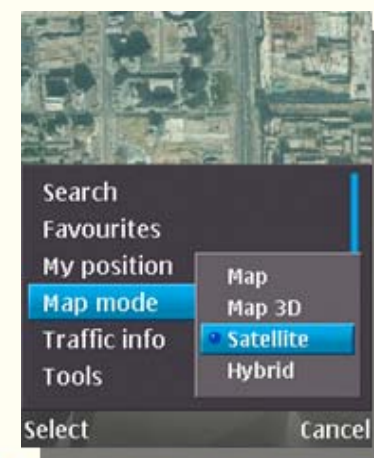 Search
Favourites
My position
Map mode
Traffic info
Tools
Map
Map 3D
Satellite
Hybrid
Select Cancel